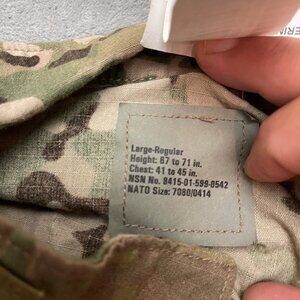 Large-Regular
Height: 67 to 71 in.
Chest: 41 to 45 in.
NSN No. 8415-01-599-0542
NATO Size: 7080/0414